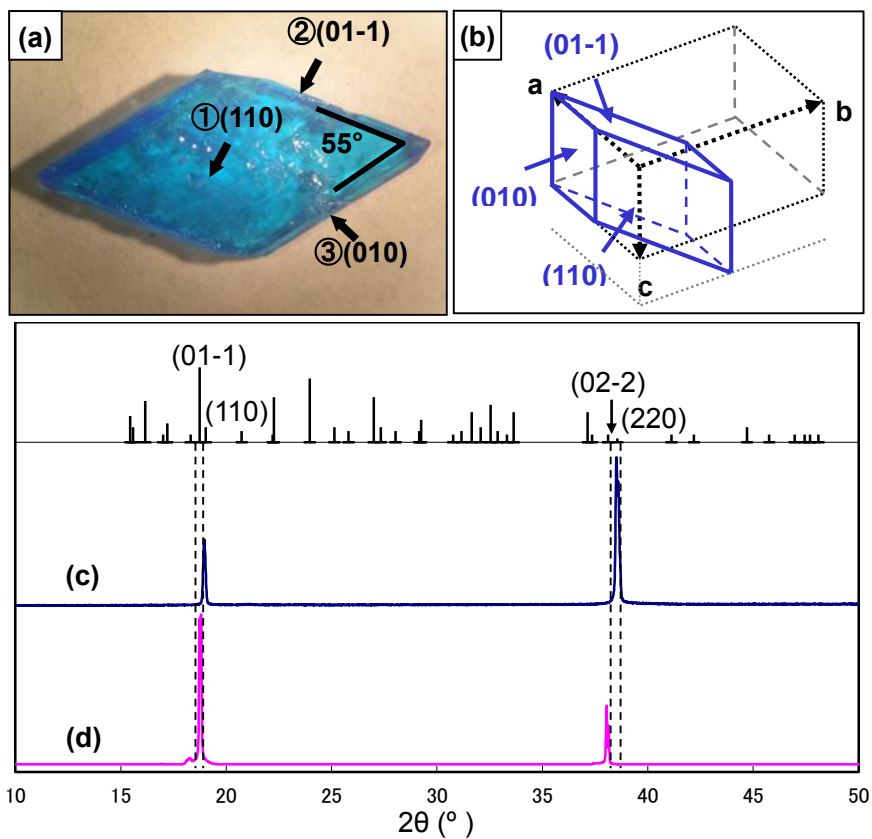 (a)
②(01-1)
①(110)
55°
③(010)
(b)
(01-1)
a
b
(010)
(110)
c
(01-1)
(110)
(02-2)
(220)
(c)
(d)
10 15 20 25 30 35 40 45 50
2θ (° )